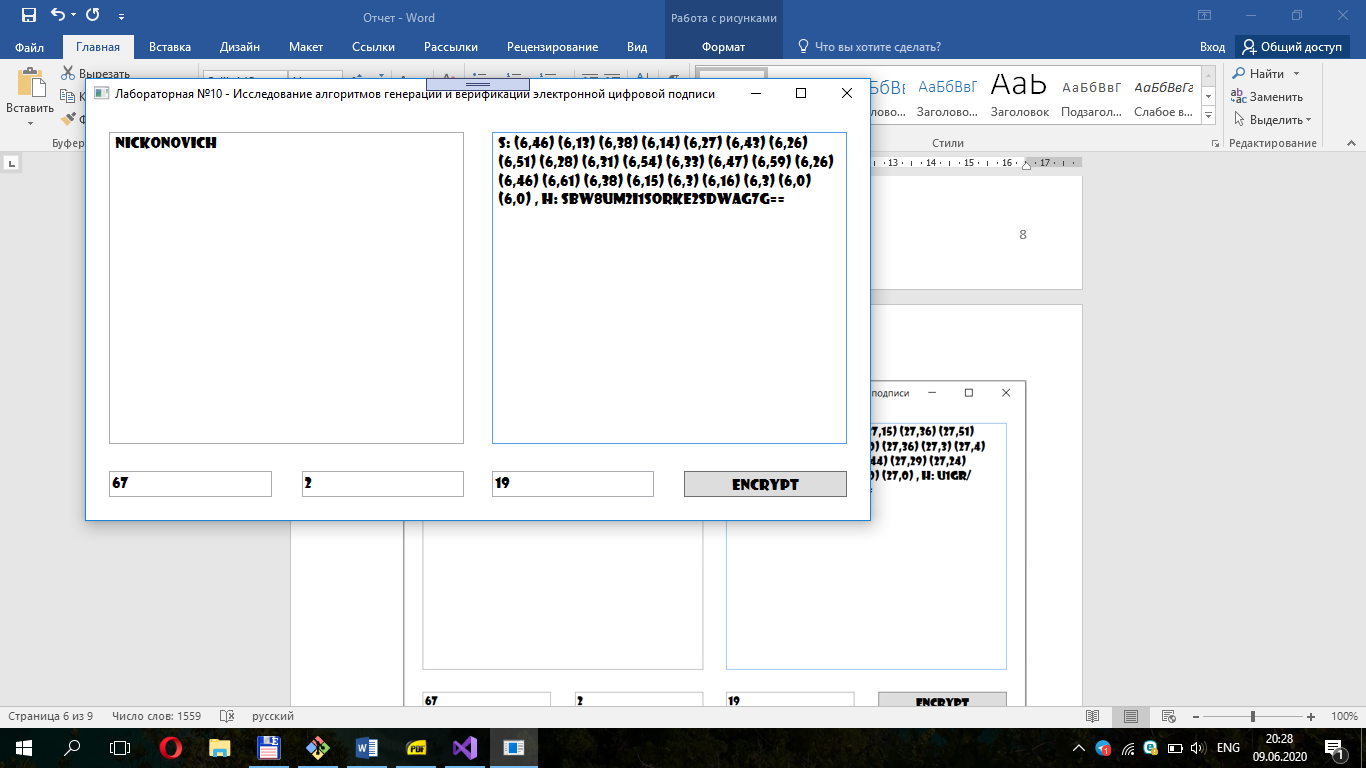 Отчет - Word
Работа с рисунками
Файл
Главная
Вставка
Дизайн
Макет
Ссылки
Рассылки
Рецензирование
Вид
Формат
Что вы хотите сделать?
Вход
Общий доступ
Вставить
Вырезать
Заголово...
Заголовок
Подзагол...
Слабое в...
Стили
Найти
Заменить
Выделить
Редактирование
Лабораторная №10 - Исследование алгоритмов генерации и верификации электронной цифровой подписи
NICKONOVICH
S: (6,46) (6,13) (6,38) (6,14) (6,27) (6,43) (6,26)
(6,51) (6,28) (6,31) (6,54) (6,33) (6,47) (6,59) (6,26)
(6,46) (6,61) (6,38) (6,15) (6,3) (6,16) (6,3) (6,0)
(6,0) , H: SBW8UM2I1SORKE2SDWAG7G==
67
2
19
ENCRYPT
13 14 15 16 17
8
подписи
7,15) (27,36) (27,51)
(27,36) (27,3) (27,4)
(27,29) (27,24)
(27,0) , H: U1GR/
67
2
19
ENCRYPT
Страница 6 из 9
Число слов: 1559
русский
100%
ENG
20:28
09.06.2020